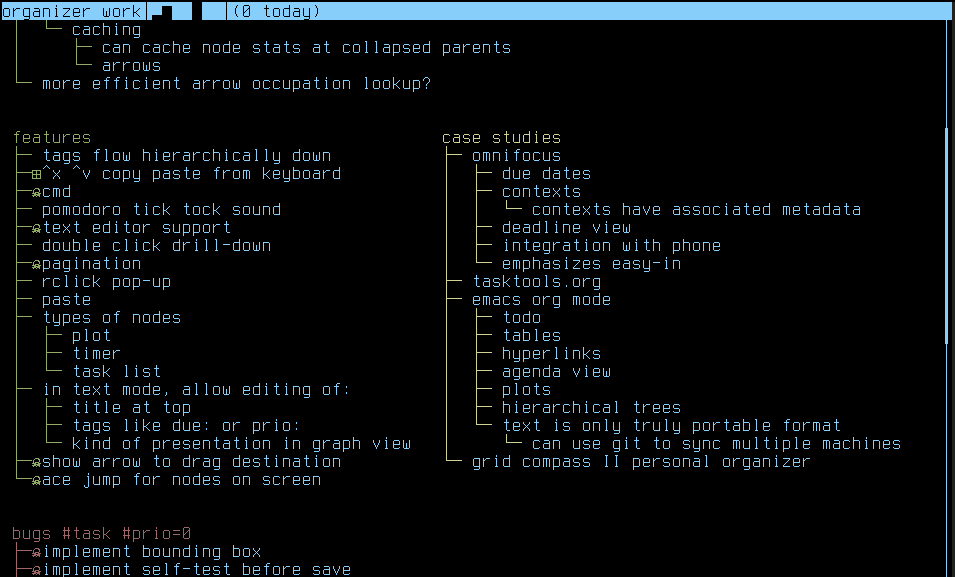 organizer work (0 today)
caching
can cache node stats at collapsed parents
arrows
more efficient arrow occupation lookup?
features
tags flow hierarchically down
^x ^v copy paste from keyboard
cmd
pomodoro tick tock sound
text editor support
double click drill-down
pagination
rclick pop-up
paste
types of nodes
plot
timer
task list
in text mode, allow editing of:
title at top
tags like due: or prio:
kind of presentation in graph view
show arrow to drag destination
ace jump for nodes on screen
case studies
omnifocus
due dates
contexts
contexts have associated metadata
deadline view
integration with phone
emphasizes easy-in
tasktools.org
emacs org mode
todo
tables
hyperlinks
agenda view
plots
hierarchical trees
text is only truly portable format
can use git to sync multiple machines
grid compass II personal organizer
bugs #task #prio=0
implement bounding box
implement self-test before save